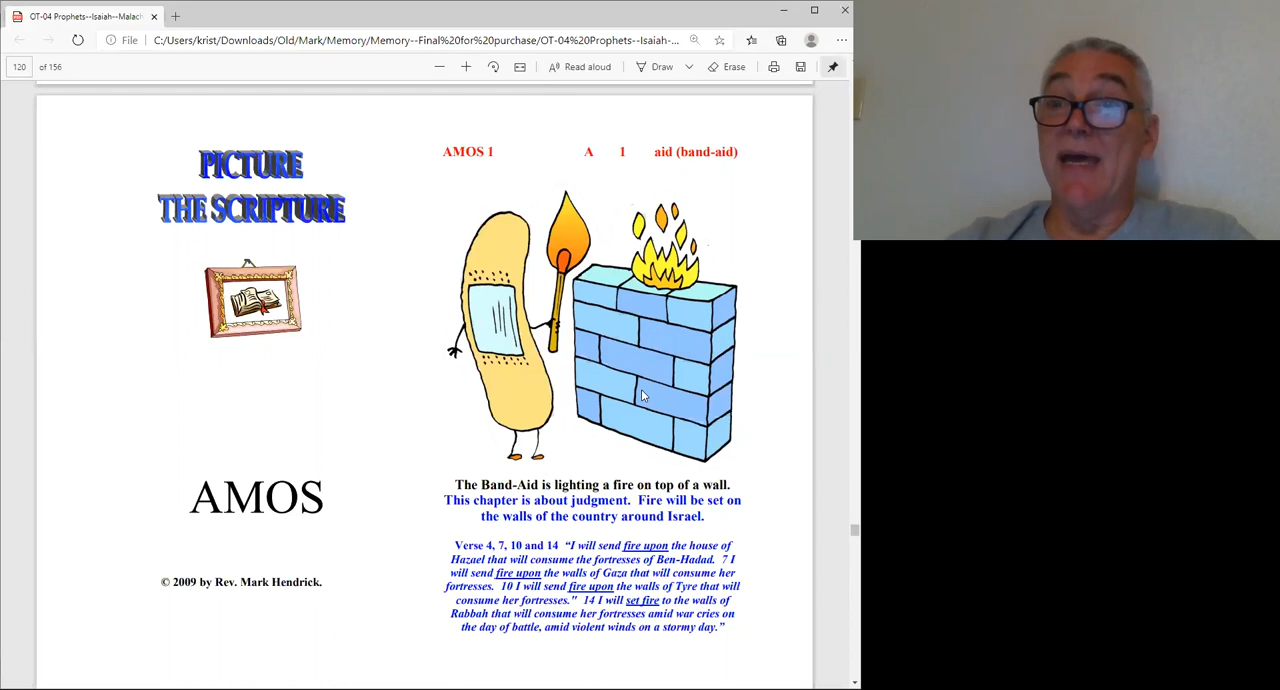 OT-04 Prophets--Isaiah--Malach
File
C:/Users/krist/Downloads/Old/Mark/Memory/Memory--Final%20for%20purchase/OT-04%20Prophets--Isaiah-...
120 of 156
Read aloud
Draw
Erase
PICTURE
THE SCRIPTURE
AMOS
© 2009 by Rev. Mark Hendrick.
AMOS 1 A 1 aid (band-aid)
The Band-Aid is lighting a fire on top of a wall.
This chapter is about judgment. Fire will be set on
the walls of the country around Israel.
Verse 4, 7, 10 and 14 “I will send fire upon the house of
Hazael that will consume the fortresses of Ben-Hadad. 7 I
will send fire upon the walls of Gaza that will consume her
fortresses. 10 I will send fire upon the walls of Tyre that will
consume her fortresses." 14 I will set fire to the walls of
Rabbah that will consume her fortresses amid war cries on
the day of battle, amid violent winds on a stormy day.”